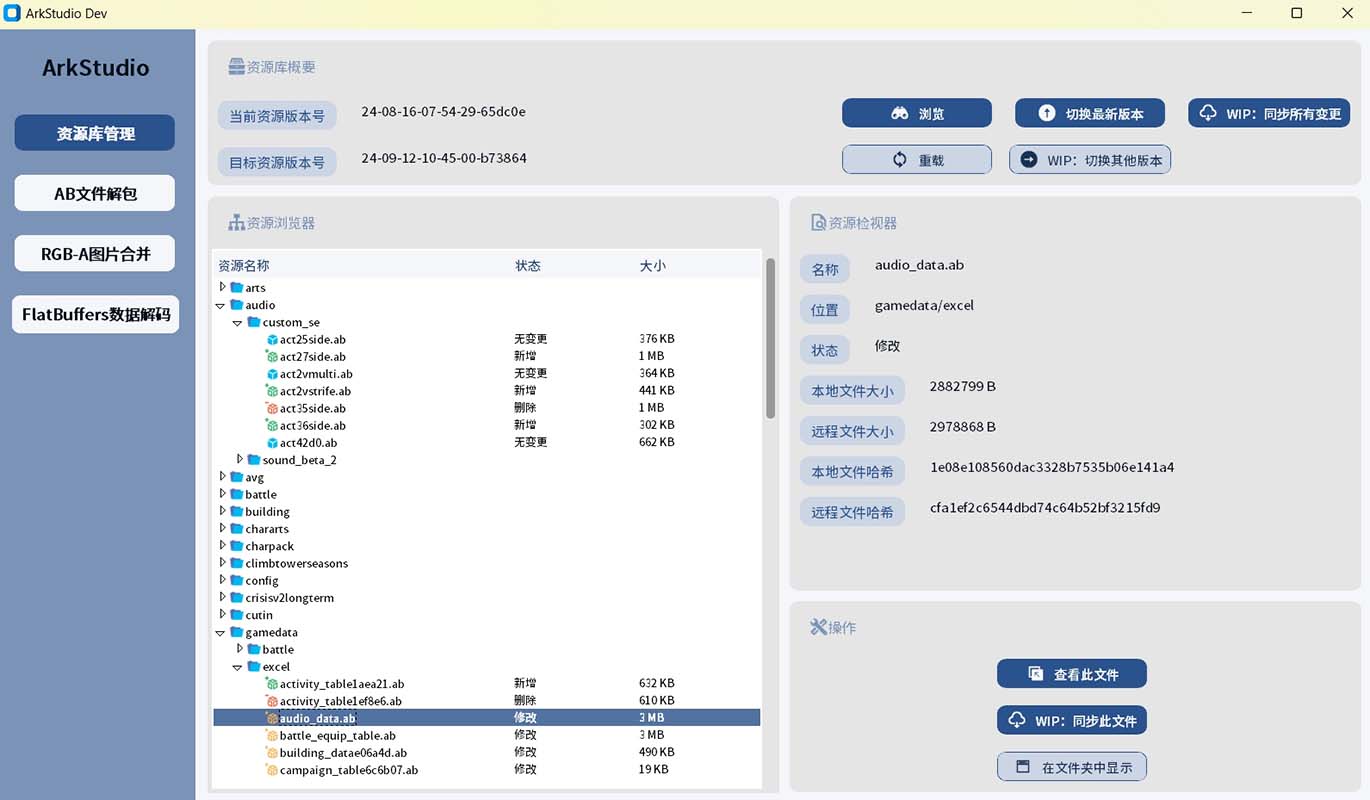 ArkStudio Dev
ArkStudio
资源库管理
AB文件解包
RGB-A图片合并
FlatBuffers数据解码
资源库概要
当前资源版本号 24-08-16-07-54-29-65dc0e
目标资源版本号 24-09-12-10-45-00-b73864
浏览 切换最新版本 WIP：同步所有变更
重载 WIP：切换其他版本
资源浏览器
资源名称 状态 大小
arts
audio
custom_se
act25side.ab 无变更 376 KB
act27side.ab 新增 1 MB
act2vmulti.ab 无变更 364 KB
act2vstrife.ab 新增 441 KB
act35side.ab 删除 1 MB
act36side.ab 新增 302 KB
act42d0.ab 无变更 662 KB
sound_beta_2
avg
battle
building
chararts
charpack
climbtowerseasons
config
crisisv2longterm
cutin
gamedata
battle
excel
activity_table1aea21.ab 新增 632 KB
activity_table1ef8e6.ab 删除 610 KB
audio_data.ab 修改 3 MB
battle_equip_table.ab 修改 3 MB
building_datae06a4d.ab 修改 490 KB
campaign_table6c6b07.ab 修改 19 KB
资源检视器
名称 audio_data.ab
位置 gamedata/excel
状态 修改
本地文件大小 2882799 B
远程文件大小 2978868 B
本地文件哈希 1e08e108560dac3328b7535b06e141a4
远程文件哈希 cfa1ef2c6544dbd74c64b52bf3215fd9
操作
查看此文件
WIP：同步此文件
在文件夹中显示